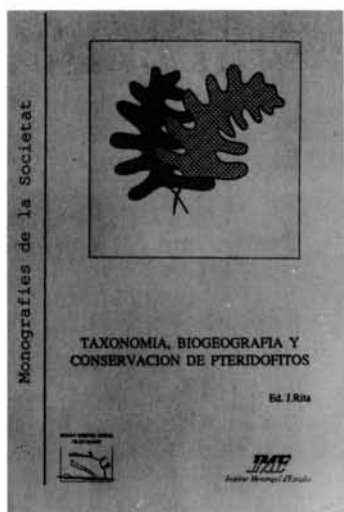 Monografies de la Societat
TAXONOMIA, BIOGEOGRAFIA Y
CONSERVACION DE PTERIDOFITOS
Ed. J.Rita
IME
Institut Menorquí d'Estudis